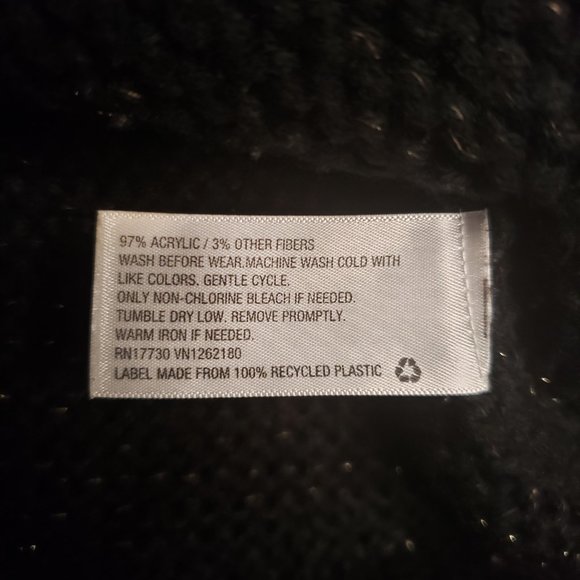 97% ACRYLIC / 3% OTHER FIBERS
WASH BEFORE WEAR.MACHINE WASH COLD WITH
LIKE COLORS. GENTLE CYCLE.
ONLY NON-CHLORINE BLEACH IF NEEDED.
TUMBLE DRY LOW. REMOVE PROMPTLY.
WARM IRON IF NEEDED.
RN17730 VN1262180
LABEL MADE FROM 100% RECYCLED PLASTIC